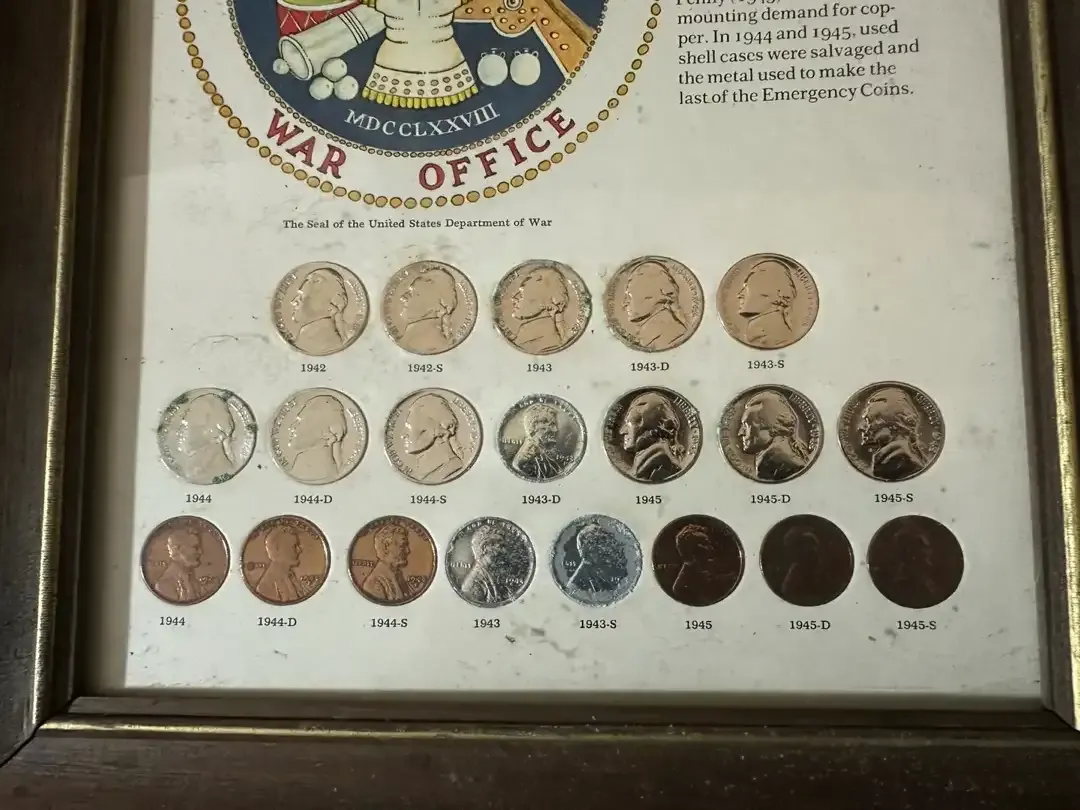 mounting demand for cop-
per. In 1944 and 1945, used
shell cases were salvaged and
the metal used to make the
last of the Emergency Coins.
MDCCLXXVIII
WAR OFFICE
The Seal of the United States Department of War
1942 1942-S 1943 1943-D 1943-S
1944 1944-D 1944-S 1943-D 1945 1945-D 1945-S
1944 1944-D 1944-S 1943 1943-S 1945 1945-D 1945-S